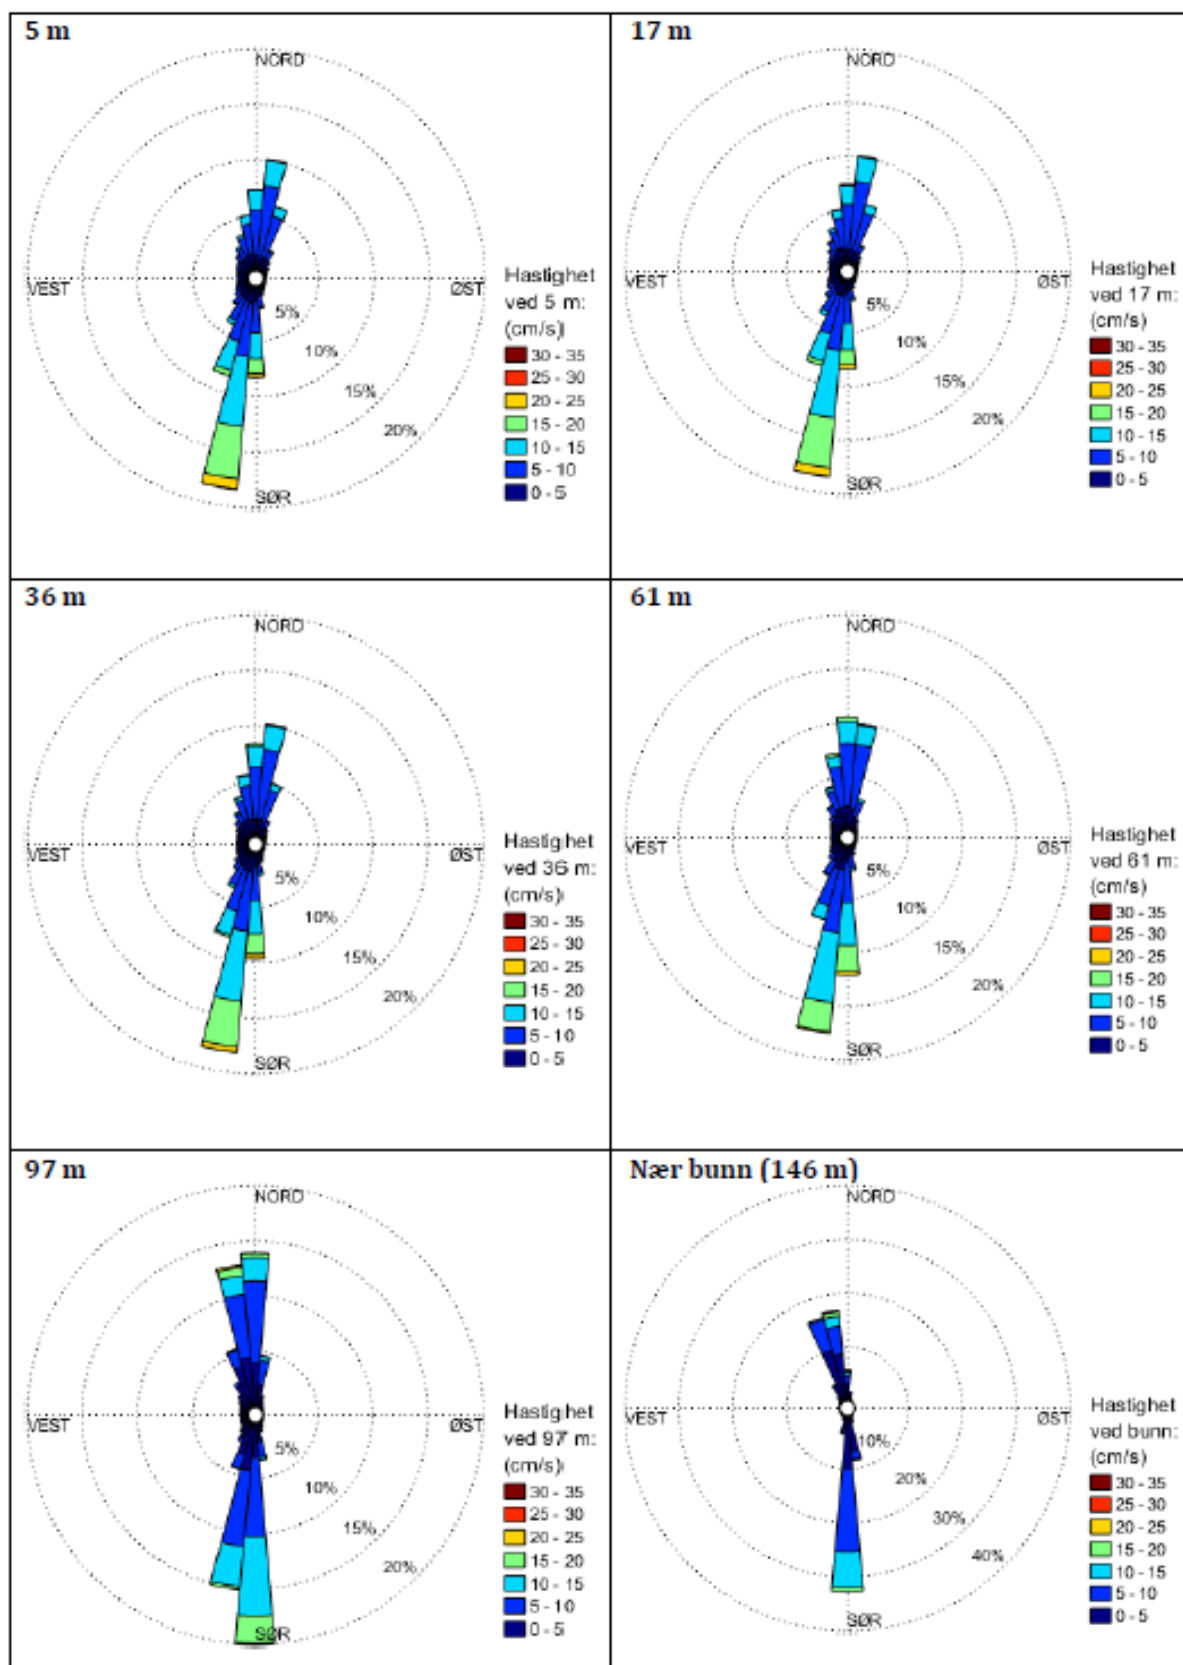 5 m
NORD
VEST
ØST
SØR
5%
10%
15%
20%
Hastighet
ved 5 m:
(cm/s)
30 - 35
25 - 30
20 - 25
15 - 20
10 - 15
5 - 10
0 - 5
17 m
NORD
VEST
ØST
SØR
5%
10%
15%
20%
Hastighet
ved 17 m:
(cm/s)
30 - 35
25 - 30
20 - 25
15 - 20
10 - 15
5 - 10
0 - 5
36 m
NORD
VEST
ØST
SØR
5%
10%
15%
20%
Hastighet
ved 36 m:
(cm/s)
30 - 35
25 - 30
20 - 25
15 - 20
10 - 15
5 - 10
0 - 5
61 m
NORD
VEST
ØST
SØR
5%
10%
15%
20%
Hastighet
ved 61 m:
(cm/s)
30 - 35
25 - 30
20 - 25
15 - 20
10 - 15
5 - 10
0 - 5
97 m
NORD
VEST
ØST
SØR
5%
10%
15%
20%
Hastighet
ved 97 m:
(cm/s)
30 - 35
25 - 30
20 - 25
15 - 20
10 - 15
5 - 10
0 - 5
Nær bunn (146 m)
NORD
VEST
ØST
SØR
10%
20%
30%
40%
Hastighet
ved bunn:
(cm/s)
30 - 35
25 - 30
20 - 25
15 - 20
10 - 15
5 - 10
0 - 5